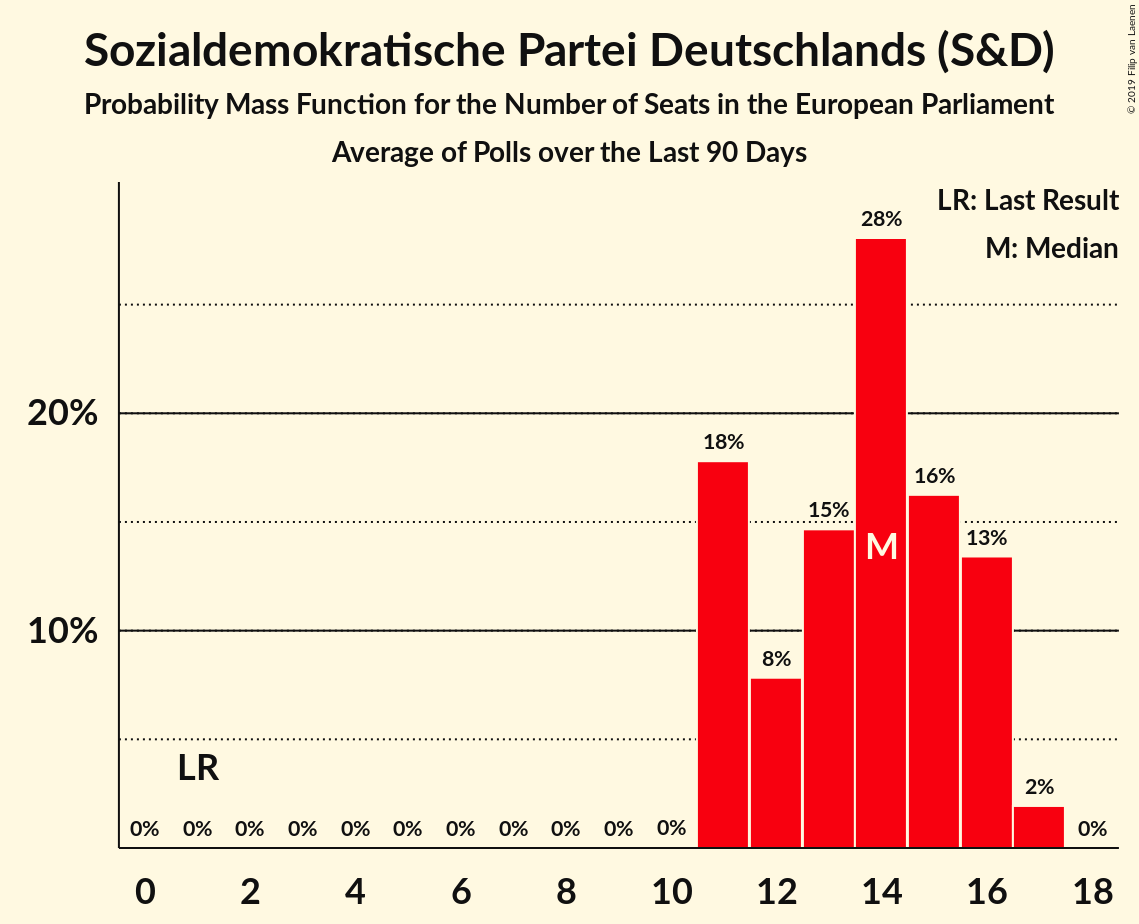 Sozialdemokratische Partei Deutschlands (S&D)
Probability Mass Function for the Number of Seats in the European Parliament
Average of Polls over the Last 90 Days
© 2019 Filip van Laenen
LR: Last Result
M: Median
28%
20%
18%
16%
15%
13%
M
10%
8%
LR
2%
0% 0% 0% 0% 0% 0% 0% 0% 0% 0% 0% 0%
0 2 4 6 8 10 12 14 16 18